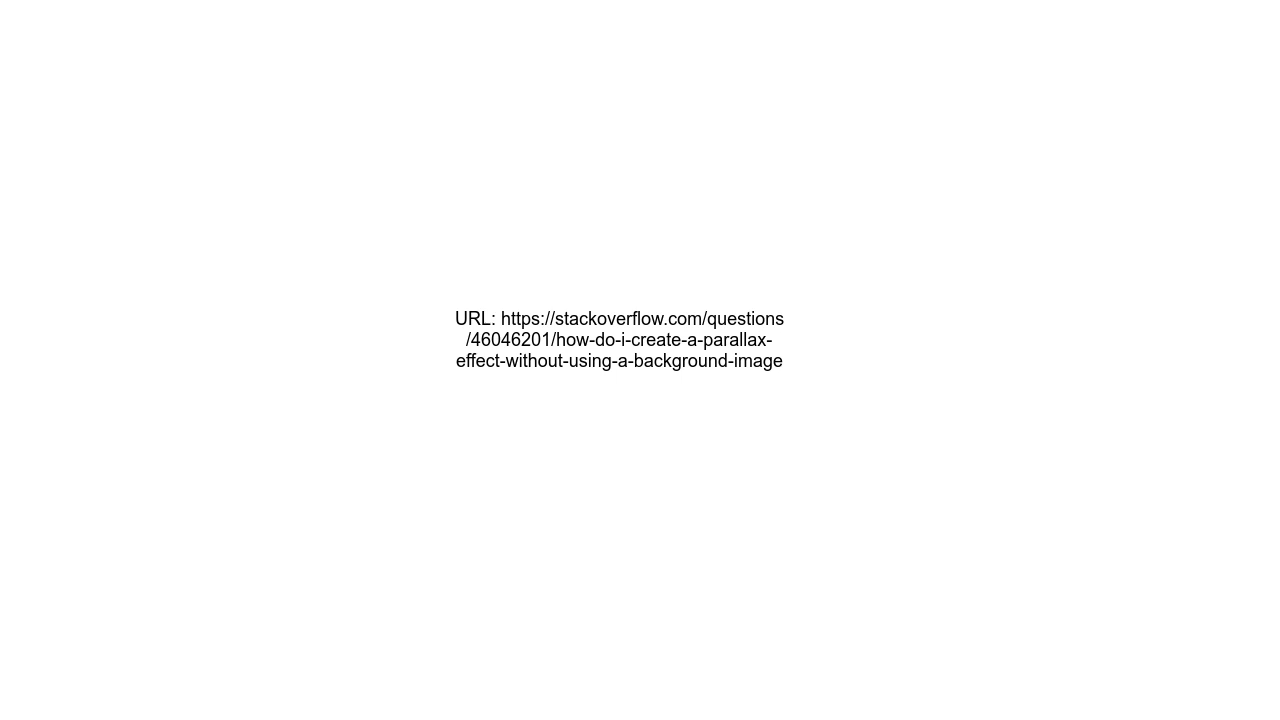 URL: https://stackoverflow.com/questions
/46046201/how-do-i-create-a-parallax-
effect-without-using-a-background-image